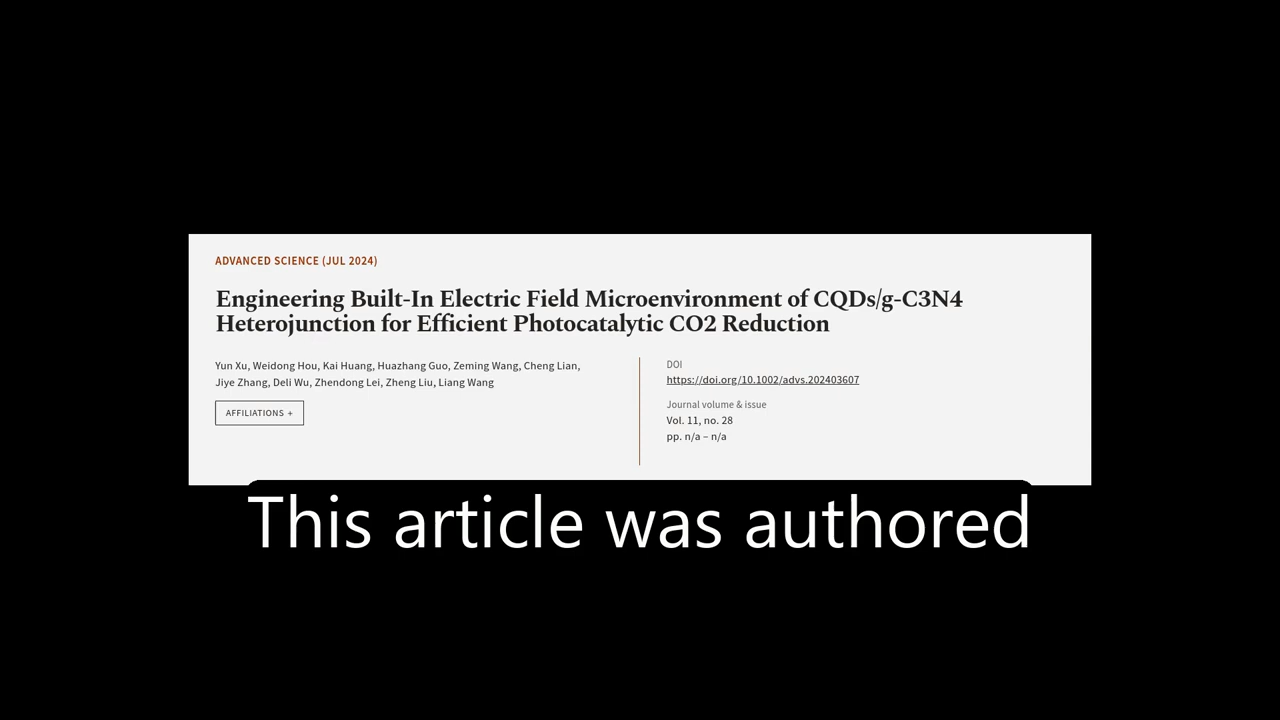 ADVANCED SCIENCE (JUL 2024)
Engineering Built-In Electric Field Microenvironment of CQDs/g-C3N4
Heterojunction for Efficient Photocatalytic CO2 Reduction
Yun Xu, Weidong Hou, Kai Huang, Huazhang Guo, Zeming Wang, Cheng Lian,
Jiye Zhang, Deli Wu, Zhendong Lei, Zheng Liu, Liang Wang
AFFILIATIONS +
DOI
https://doi.org/10.1002/advs.202403607
Journal volume & issue
Vol. 11, no. 28
pp. n/a – n/a
This article was authored